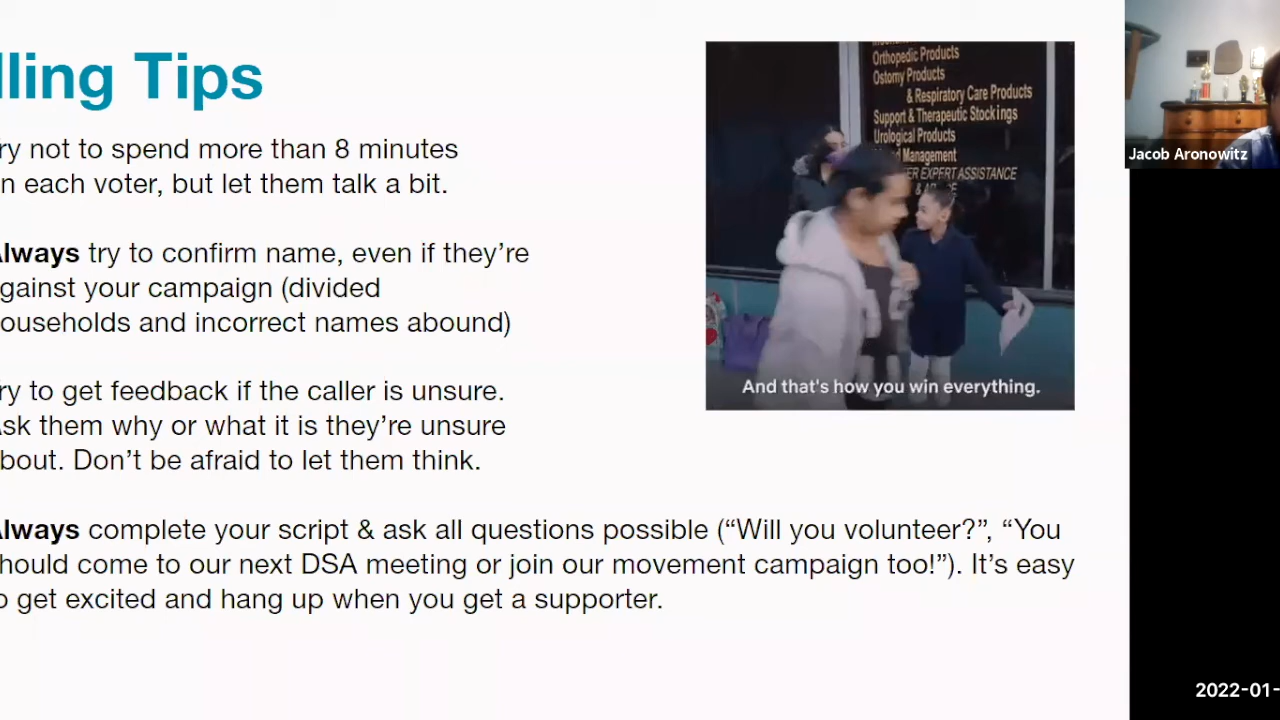 lling Tips
ry not to spend more than 8 minutes
n each voter, but let them talk a bit.
Always try to confirm name, even if they’re
gainst your campaign (divided
ouseholds and incorrect names abound)
ry to get feedback if the caller is unsure.
Ask them why or what it is they’re unsure
bout. Don’t be afraid to let them think.
Always complete your script & ask all questions possible (“Will you volunteer?”, “You
hould come to our next DSA meeting or join our movement campaign too!”). It’s easy
o get excited and hang up when you get a supporter.
Orthopedic Products
Ostomy Products
& Respiratory Care Products
Support & Therapeutic Stockings
Urological Products
Management
EXPERT ASSISTANCE
&
And that's how you win everything.
Jacob Aronowitz
2022-01-